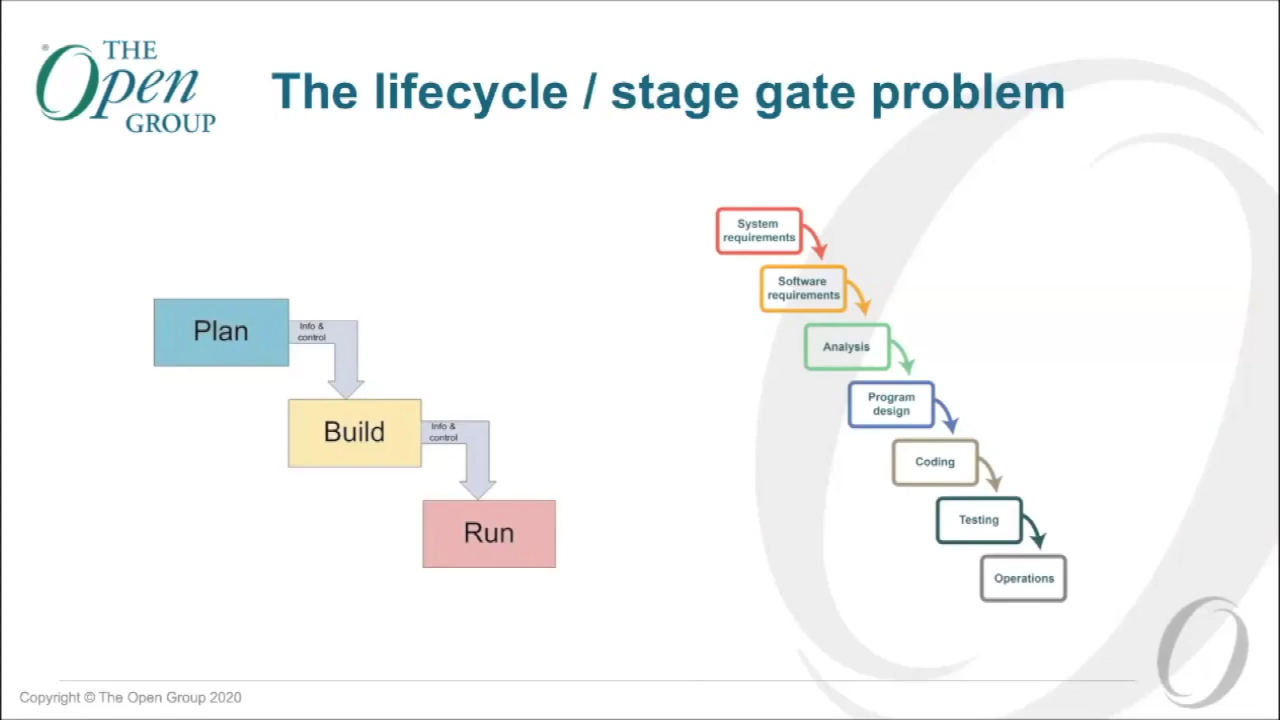 ®
THE
Open
GROUP
The lifecycle / stage gate problem
Plan
Info &
control
Build
Info &
control
Run
System
requirements
Software
requirements
Analysis
Program
design
Coding
Testing
Operations
Copyright © The Open Group 2020